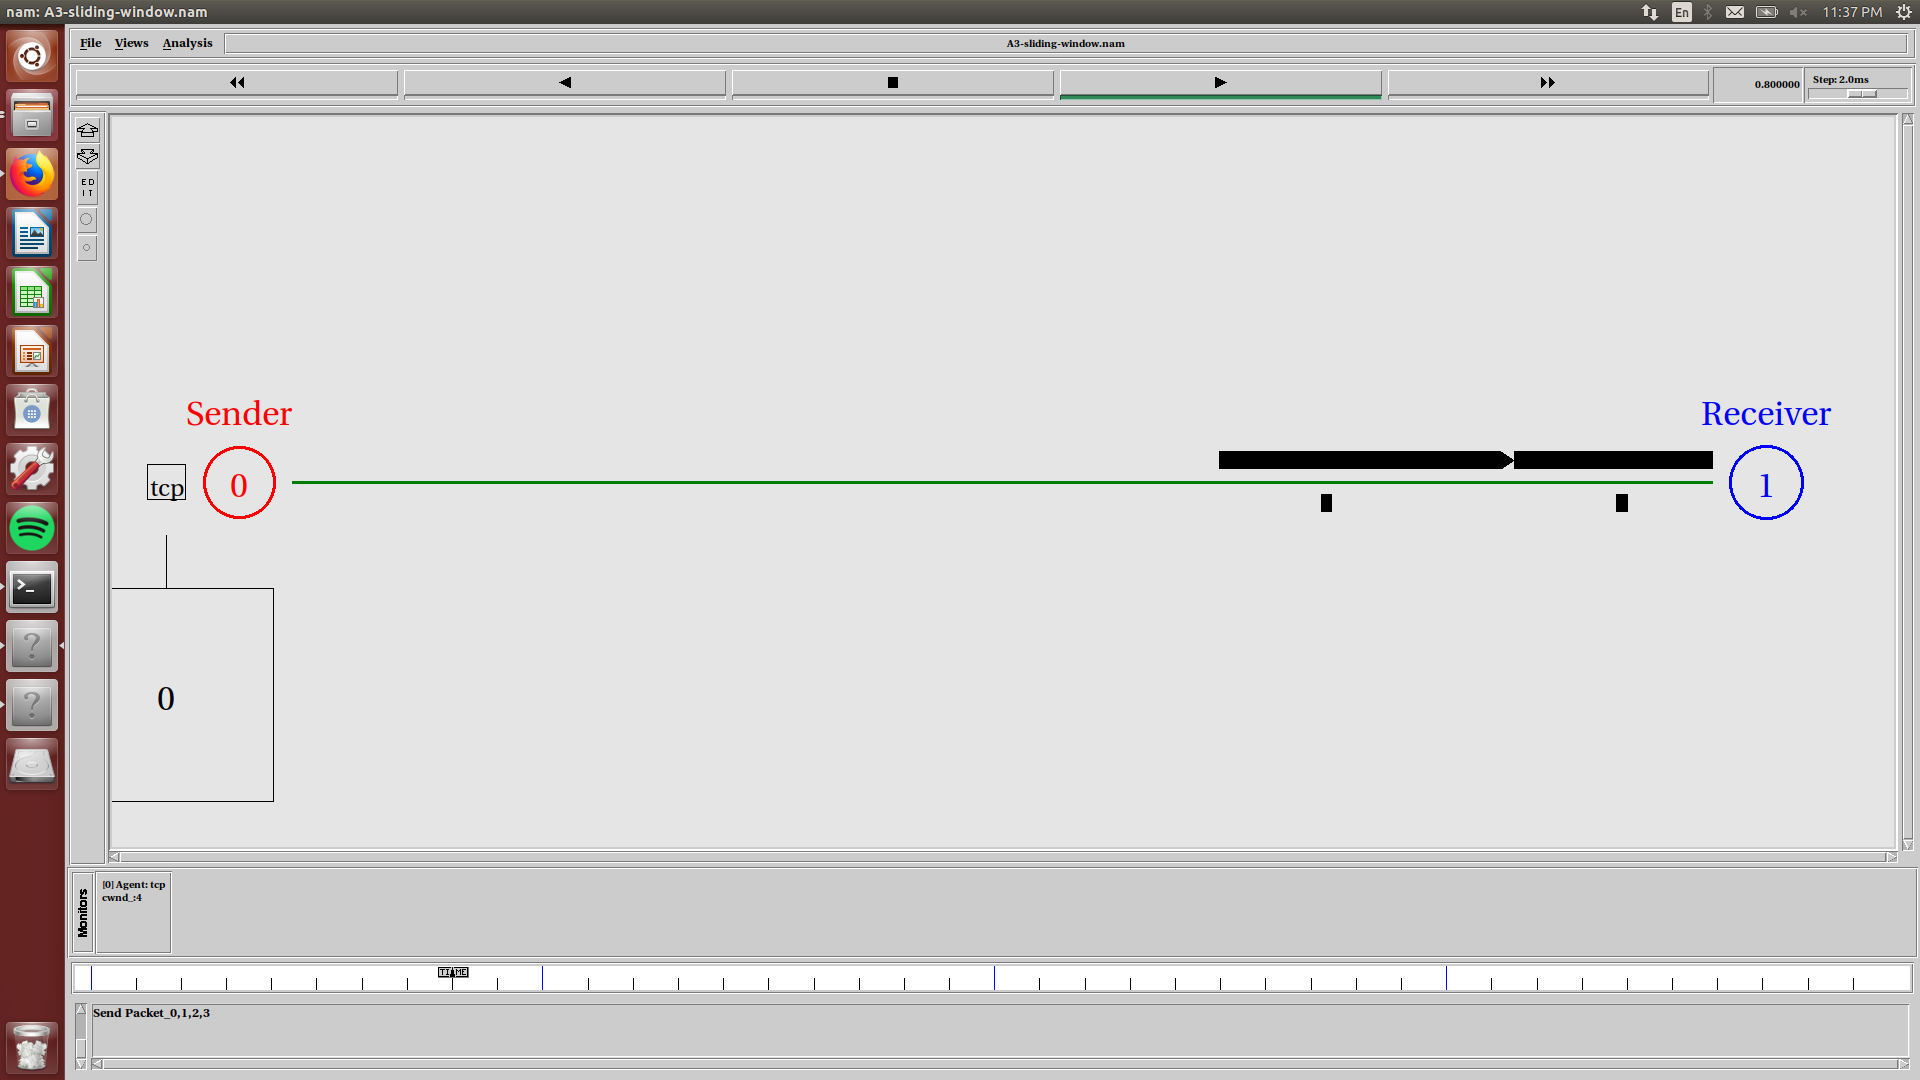 nam: A3-sliding-window.nam
En
11:37 PM
File Views Analysis
A3-sliding-window.nam
0.800000
Step: 2.0ms
E D
I T
Sender
Receiver
tcp
0
1
0
Monitors
[0] Agent: tcp
cwnd_:4
TIME
Send Packet_0,1,2,3